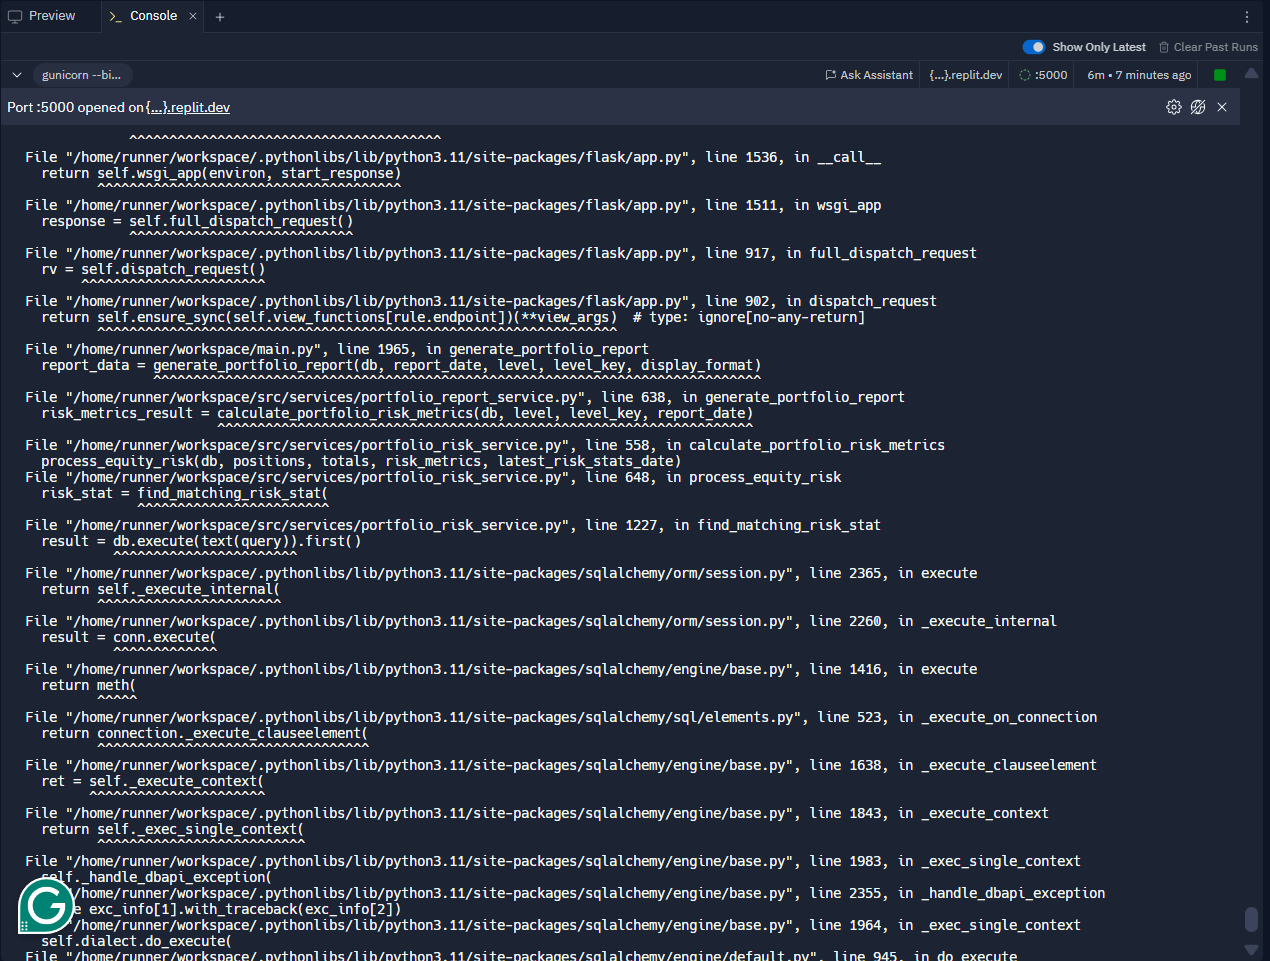 Preview
Console
Show Only Latest
Clear Past Runs
gunicorn --bi...
Ask Assistant
{...}.replit.dev
:5000
6m • 7 minutes ago
Port :5000 opened on {...}.replit.dev
^^^^^^^^^^^^^^^^^^^^^^^^^^^^^^^^^^^^^^^
File "/home/runner/workspace/.pythonlibs/lib/python3.11/site-packages/flask/app.py", line 1536, in __call__
return self.wsgi_app(environ, start_response)
^^^^^^^^^^^^^^^^^^^^^^^^^^^^^^^^^^^^^^
File "/home/runner/workspace/.pythonlibs/lib/python3.11/site-packages/flask/app.py", line 1511, in wsgi_app
response = self.full_dispatch_request()
^^^^^^^^^^^^^^^^^^^^^^^^^^^^
File "/home/runner/workspace/.pythonlibs/lib/python3.11/site-packages/flask/app.py", line 917, in full_dispatch_request
rv = self.dispatch_request()
^^^^^^^^^^^^^^^^^^^^^^^
File "/home/runner/workspace/.pythonlibs/lib/python3.11/site-packages/flask/app.py", line 902, in dispatch_request
return self.ensure_sync(self.view_functions[rule.endpoint])(**view_args)  # type: ignore[no-any-return]
^^^^^^^^^^^^^^^^^^^^^^^^^^^^^^^^^^^^^^^^^^^^^^^^^^^^^^^^^^^^^^^^^
File "/home/runner/workspace/main.py", line 1965, in generate_portfolio_report
report_data = generate_portfolio_report(db, report_date, level, level_key, display_format)
^^^^^^^^^^^^^^^^^^^^^^^^^^^^^^^^^^^^^^^^^^^^^^^^^^^^^^^^^^^^^^^^^^^^^^^^^^^^
File "/home/runner/workspace/src/services/portfolio_report_service.py", line 638, in generate_portfolio_report
risk_metrics_result = calculate_portfolio_risk_metrics(db, level, level_key, report_date)
^^^^^^^^^^^^^^^^^^^^^^^^^^^^^^^^^^^^^^^^^^^^^^^^^^^^^^^^^^^^^^^^^^^
File "/home/runner/workspace/src/services/portfolio_risk_service.py", line 558, in calculate_portfolio_risk_metrics
process_equity_risk(db, positions, totals, risk_metrics, latest_risk_stats_date)
File "/home/runner/workspace/src/services/portfolio_risk_service.py", line 648, in process_equity_risk
risk_stat = find_matching_risk_stat(
^^^^^^^^^^^^^^^^^^^^^^^^
File "/home/runner/workspace/src/services/portfolio_risk_service.py", line 1227, in find_matching_risk_stat
result = db.execute(text(query)).first()
^^^^^^^^^^^^^^^^^^^^^^^
File "/home/runner/workspace/.pythonlibs/lib/python3.11/site-packages/sqlalchemy/orm/session.py", line 2365, in execute
return self._execute_internal(
^^^^^^^^^^^^^^^^^^^^^^^
File "/home/runner/workspace/.pythonlibs/lib/python3.11/site-packages/sqlalchemy/orm/session.py", line 2260, in _execute_internal
result = conn.execute(
^^^^^^^^^^^^^
File "/home/runner/workspace/.pythonlibs/lib/python3.11/site-packages/sqlalchemy/engine/base.py", line 1416, in execute
return meth(
^^^^^
File "/home/runner/workspace/.pythonlibs/lib/python3.11/site-packages/sqlalchemy/sql/elements.py", line 523, in _execute_on_connection
return connection._execute_clauseelement(
^^^^^^^^^^^^^^^^^^^^^^^^^^^^^^^^^^
File "/home/runner/workspace/.pythonlibs/lib/python3.11/site-packages/sqlalchemy/engine/base.py", line 1638, in _execute_clauseelement
ret = self._execute_context(
^^^^^^^^^^^^^^^^^^^^^^
File "/home/runner/workspace/.pythonlibs/lib/python3.11/site-packages/sqlalchemy/engine/base.py", line 1843, in _execute_context
return self._exec_single_context(
^^^^^^^^^^^^^^^^^^^^^^^^^^
File "/home/runner/workspace/.pythonlibs/lib/python3.11/site-packages/sqlalchemy/engine/base.py", line 1983, in _exec_single_context
self._handle_dbapi_exception(
/home/runner/workspace/.pythonlibs/lib/python3.11/site-packages/sqlalchemy/engine/base.py", line 2355, in _handle_dbapi_exception
exc_info[1].with_traceback(exc_info[2])
/home/runner/workspace/.pythonlibs/lib/python3.11/site-packages/sqlalchemy/engine/base.py", line 1964, in _exec_single_context
self.dialect.do_execute(
File "/home/runner/workspace/.pythonlibs/lib/python3.11/site-packages/sqlalchemy/engine/default.py", line 945, in do_execute